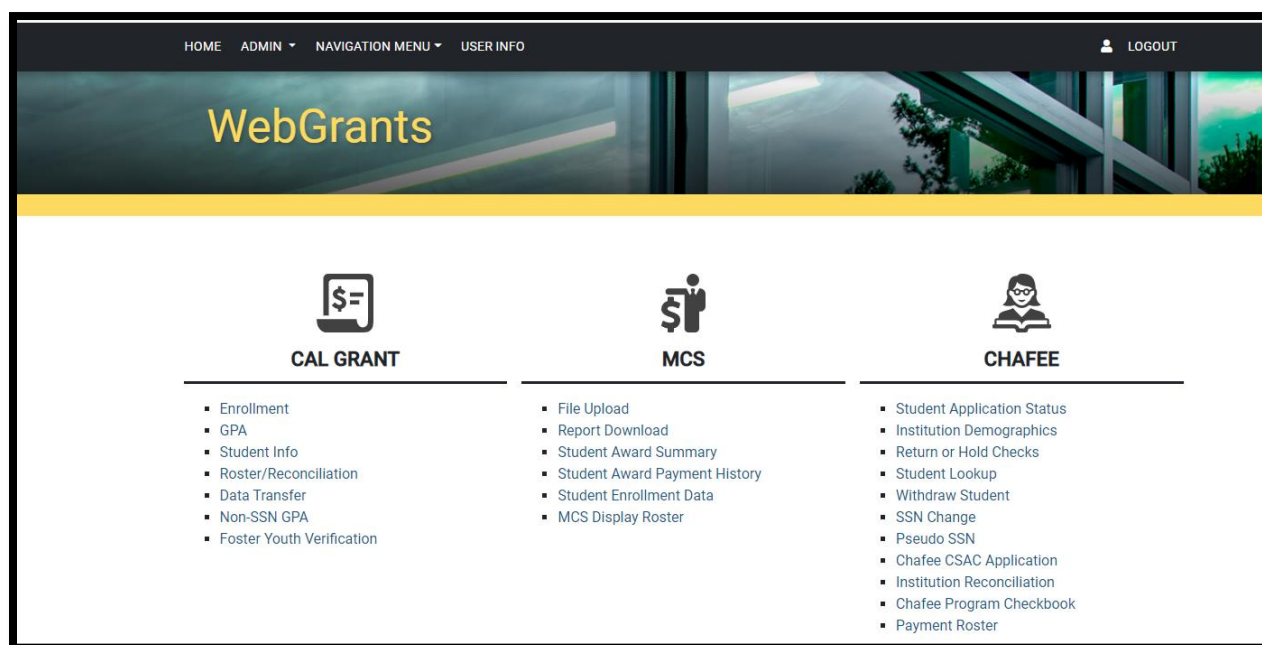 HOME ADMIN NAVIGATION MENU USER INFO LOGOUT
WebGrants
CAL GRANT
Enrollment
GPA
Student Info
Roster/Reconciliation
Data Transfer
Non-SSN GPA
Foster Youth Verification
MCS
File Upload
Report Download
Student Award Summary
Student Award Payment History
Student Enrollment Data
MCS Display Roster
CHAFEE
Student Application Status
Institution Demographics
Return or Hold Checks
Student Lookup
Withdraw Student
SSN Change
Pseudo SSN
Chafee CSAC Application
Institution Reconciliation
Chafee Program Checkbook
Payment Roster